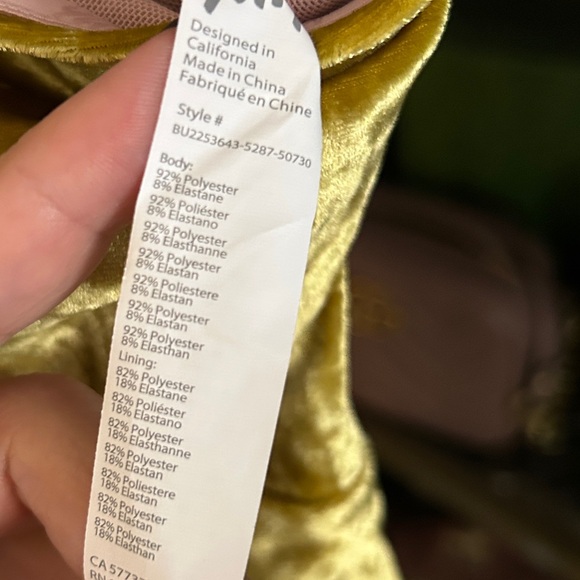 Designed in
California
Made in China
Fabriqué en Chine
Style #
BU2253643-5287-50730
Body:
92% Polyester
8% Elastane
92% Poliéster
8% Elastano
92% Polyester
8% Elasthanne
92% Polyester
8% Elastan
92% Poliestere
8% Elastan
92% Polyester
8% Elastan
92% Polyester
8% Elasthan
Lining:
82% Polyester
18% Elastane
82% Poliéster
18% Elastano
82% Polyester
18% Elasthanne
82% Polyester
18% Elastan
82% Poliestere
18% Elastan
82% Polyester
18% Elastan
82% Polyester
18% Elasthan
CA